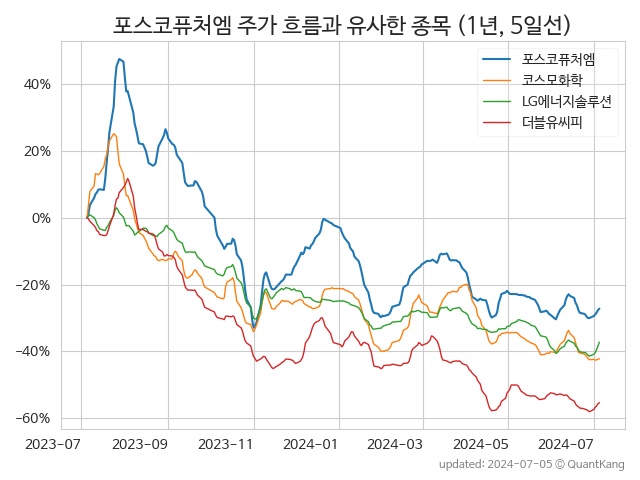 포스코퓨처엠 주가 흐름과 유사한 종목 (1년, 5일선)
포스코퓨처엠
코스모화학
LG에너지솔루션
더블유씨피
40%
20%
0%
−20%
−40%
−60%
2023−07
2023−09
2023−11
2024−01
2024−03
2024−05
2024−07
updated: 2024-07-05 © QuantKang